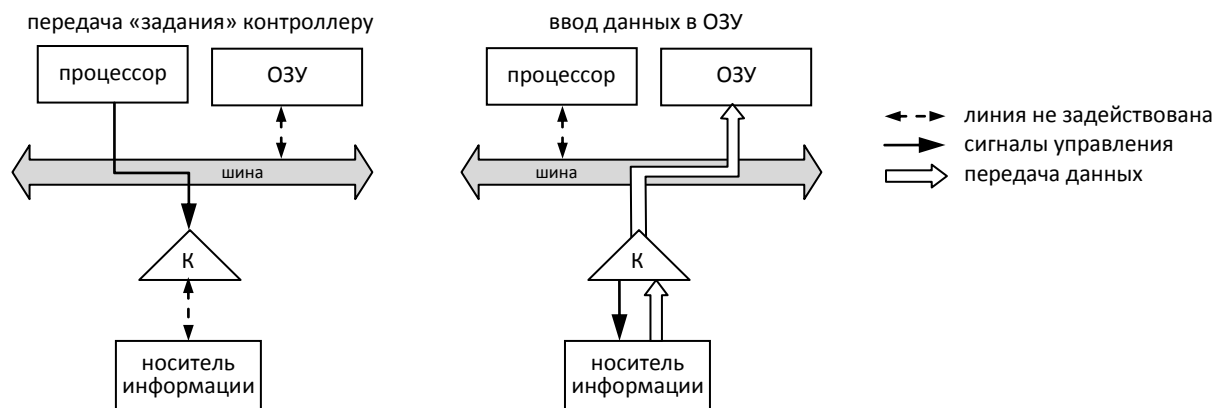 передача «задания» контроллеру
ввод данных в ОЗУ
процессор
ОЗУ
процессор
ОЗУ
линия не задействована
сигналы управления
передача данных
шина
шина
К
К
носитель
информации
носитель
информации